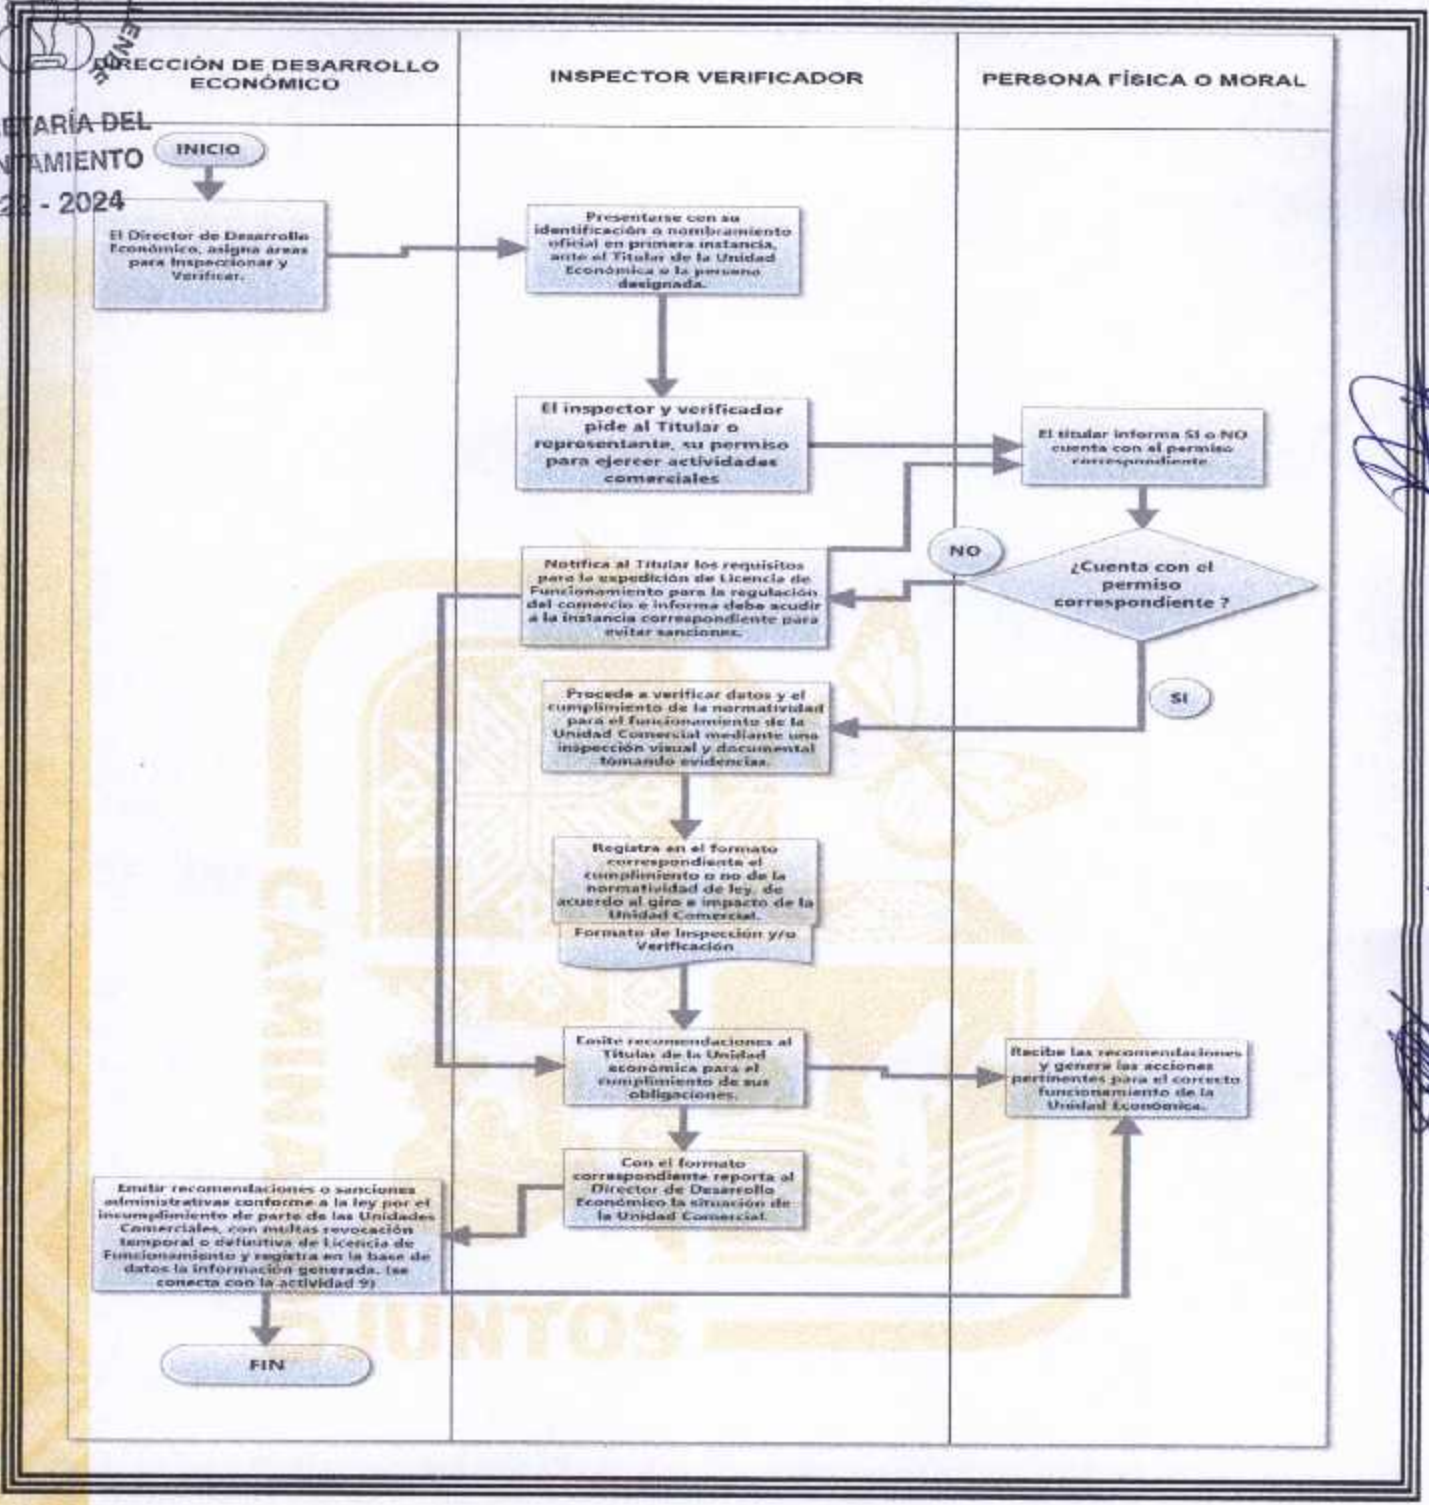 LENDE
DIRECCIÓN DE DESARROLLO
ECONÓMICO
INSPECTOR VERIFICADOR
PERSONA FÍSICA O MORAL
ETARÍA DEL
NTAMIENTO
22 - 2024
INICIO
El Director de Desarrollo
Económico, asigna áreas
para Inspeccionar y
Verificar.
Presentarse con su
identificación o nombramiento
oficial en primera instancia,
ante el Titular de la Unidad
Económica o la persona
designada.
El inspector y verificador
pide al Titular o
representante, su permiso
para ejercer actividades
comerciales
El titular informa SI o NO
cuenta con el permiso
correspondiente
NO
¿Cuenta con el
permiso
correspondiente ?
Notifica al Titular los requisitos
para la expedición de Licencia de
Funcionamiento para la regulación
del comercio e informa debe acudir
a la instancia correspondiente para
evitar sanciones.
SI
Procede a verificar datos y el
cumplimiento de la normatividad
para el funcionamiento de la
Unidad Comercial mediante una
inspección visual y documental
tomando evidencias.
Registra en el formato
correspondiente el
cumplimiento o no de la
normatividad de ley, de
acuerdo al giro e impacto de la
Unidad Comercial.
Formato de Inspección y/o
Verificación
Emite recomendaciones al
Titular de la Unidad
económica para el
cumplimiento de sus
obligaciones.
Recibe las recomendaciones
y genera las acciones
pertinentes para el correcto
funcionamiento de la
Unidad Económica.
Con el formato
correspondiente reporta al
Director de Desarrollo
Económico la situación de
la Unidad Comercial.
Emitir recomendaciones o sanciones
administrativas conforme a la ley por el
incumplimiento de parte de las Unidades
Comerciales, con multas revocación
temporal o definitiva de Licencia de
Funcionamiento y registra en la base de
datos la información generada. (se
conecta con la actividad 9)
FIN
CAMINA
JUNTOS